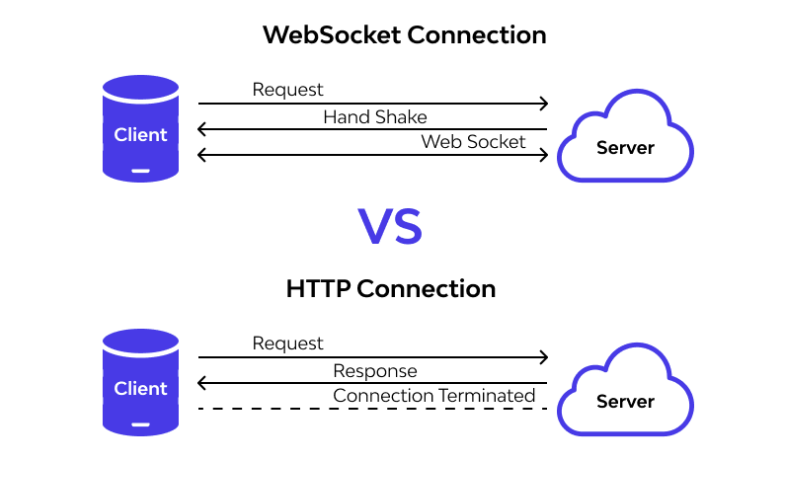 WebSocket Connection
Request
Hand Shake
Client
Web Socket
Server
VS
HTTP Connection
Request
Response
Client
Connection Terminated
Server